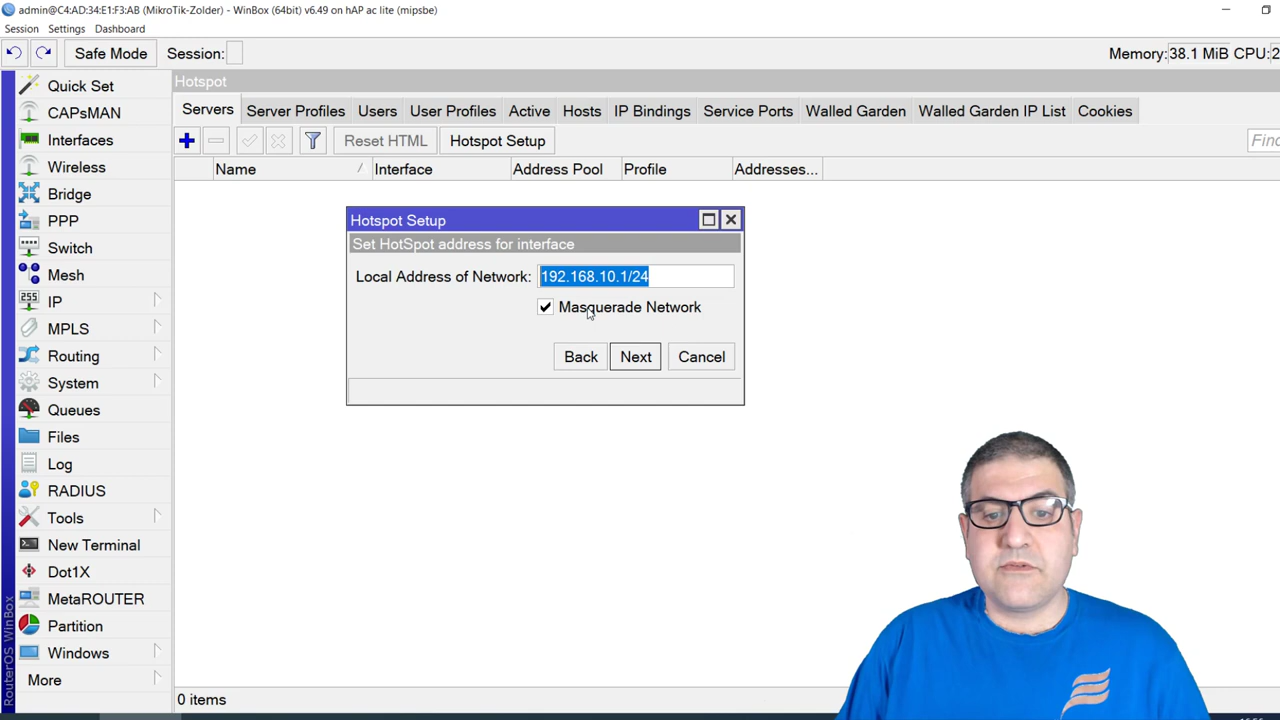 admin@C4:AD:34:E1:F3:AB (MikroTik-Zolder) - WinBox (64bit) v6.49 on hAP ac lite (mipsbe)
Session Settings Dashboard
Safe Mode Session: Memory: 38.1 MiB CPU: 2
Hotspot
Servers Server Profiles Users User Profiles Active Hosts IP Bindings Service Ports Walled Garden Walled Garden IP List Cookies
Reset HTML Hotspot Setup Find
Name Interface Address Pool Profile Addresses...
Quick Set
CAPsMAN
Interfaces
Wireless
Bridge
PPP
Switch
Mesh
255 IP
MPLS
Routing
System
Queues
Files
Log
RADIUS
Tools
New Terminal
Dot1X
MetaROUTER
Partition
Windows
More
RouterOS WinBox
Hotspot Setup
Set HotSpot address for interface
Local Address of Network: 192.168.10.1/24
Masquerade Network
Back Next Cancel
0 items